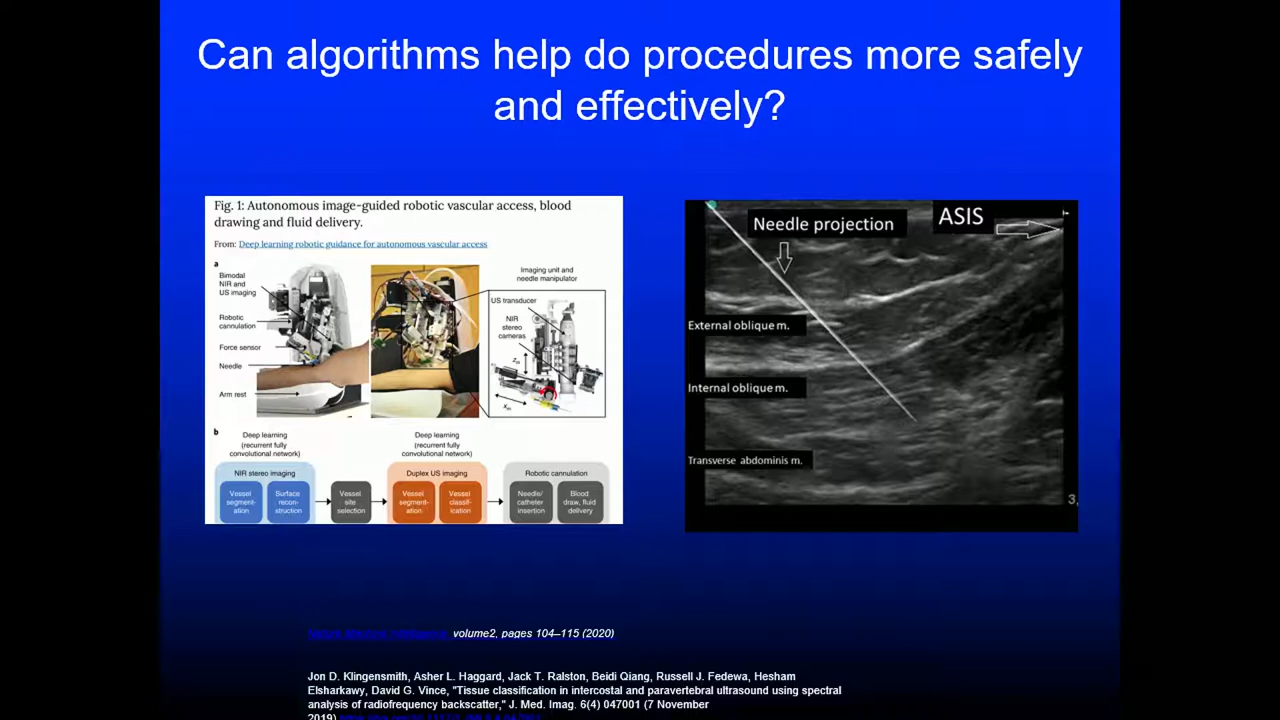 Can algorithms help do procedures more safely
and effectively?
Fig. 1: Autonomous image-guided robotic vascular access, blood
drawing and fluid delivery.
From: Deep learning robotic guidance for autonomous vascular access
a
Bimodal
NIR and
US imaging
Robotic
cannulation
Force sensor
Needle
Arm rest
Imaging unit and
needle manipulator
US transducer
NIR
stereo
cameras
b
Deep learning
(recurrent fully
convolutional network)
NIR stereo imaging
Vessel
segment-
ation
Surface
recon-
struction
Vessel
site
selection
Deep learning
(recurrent fully
convolutional network)
Duplex US imaging
Vessel
segment-
ation
Vessel
classif-
ication
Robotic cannulation
Needle/
catheter
insertion
Blood
draw, fluid
delivery
Needle projection
ASIS
External oblique m.
Internal oblique m.
Transverse abdominis m.
3,
Nature Machine Intelligence volume2, pages 104–115 (2020)
Jon D. Klingensmith, Asher L. Haggard, Jack T. Ralston, Beidi Qiang, Russell J. Fedewa, Hesham
Elsharkawy, David G. Vince, "Tissue classification in intercostal and paravertebral ultrasound using spectral
analysis of radiofrequency backscatter," J. Med. Imag. 6(4) 047001 (7 November
2019)